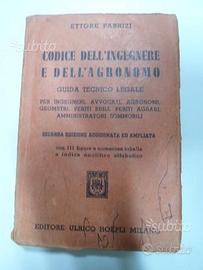 ETTORE FABRIZI
CODICE DELL'INGEGNERE
E DELL'AGRONOMO
GUIDA TECNICO LEGALE
PER INGEGNERI, AVVOCATI, AGRONOMI,
GEOMETRI, PERITI EDILI, PERITI AGRARI,
AMMINISTRATORI D'IMMOBILI
SECONDA EDIZIONE AGGIORNATA ED AMPLIATA
con 111 figure e numerose tabelle
e indice analitico alfabetico
EDITORE ULRICO HOEPLI MILANO
subito